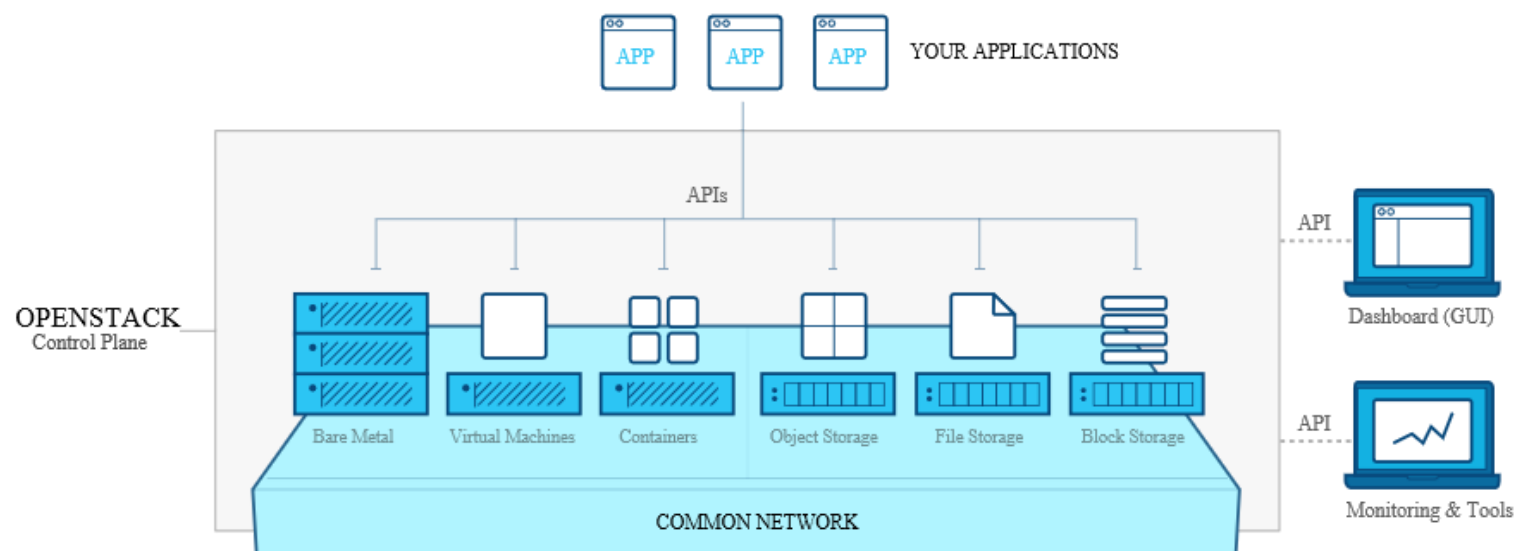 APP
APP
APP
YOUR APPLICATIONS
APIs
API
Dashboard (GUI)
OPENSTACK
Control Plane
Bare Metal
Virtual Machines
Containers
Object Storage
File Storage
Block Storage
API
Monitoring & Tools
COMMON NETWORK